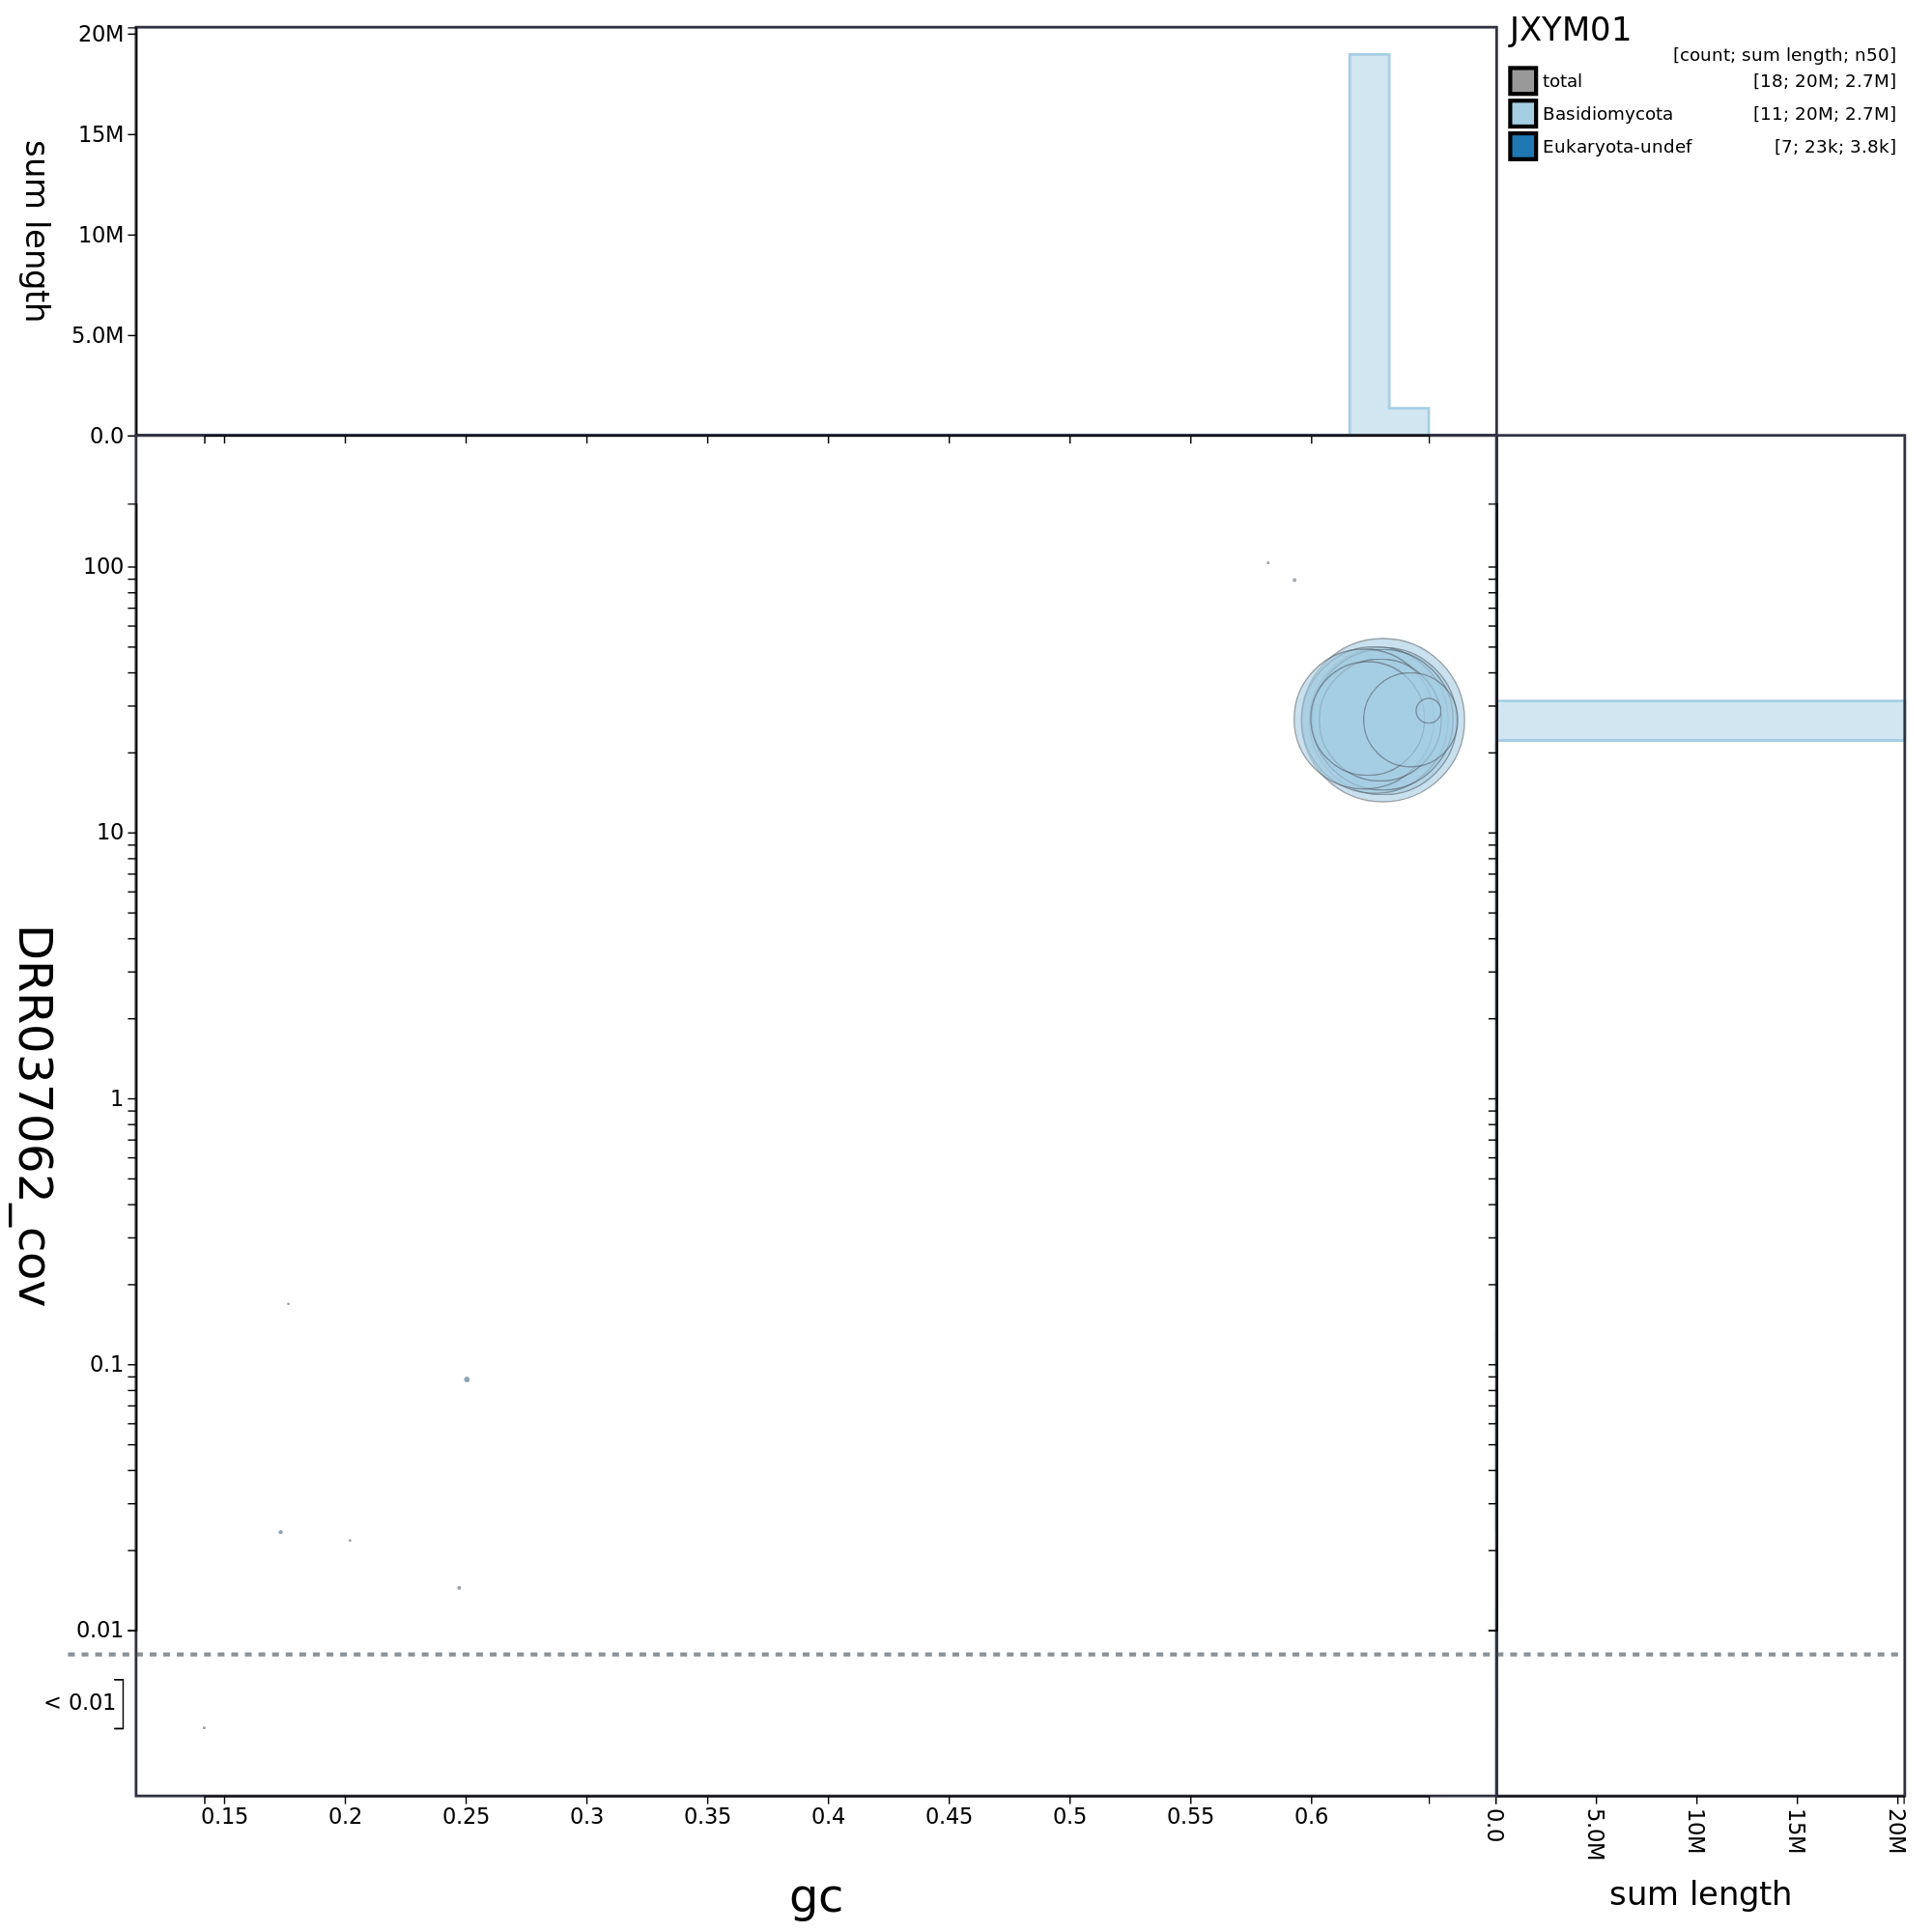 JXYM01
[count; sum length; n50]
total [18; 20M; 2.7M]
Basidiomycota [11; 20M; 2.7M]
Eukaryota-undef [7; 23k; 3.8k]
sum length
20M
15M
10M
5.0M
0.0
DRR037062_cov
100
10
1
0.1
0.01
< 0.01
0.15 0.2 0.25 0.3 0.35 0.4 0.45 0.5 0.55 0.6
gc
0.0 5.0M 10M 15M 20M
sum length